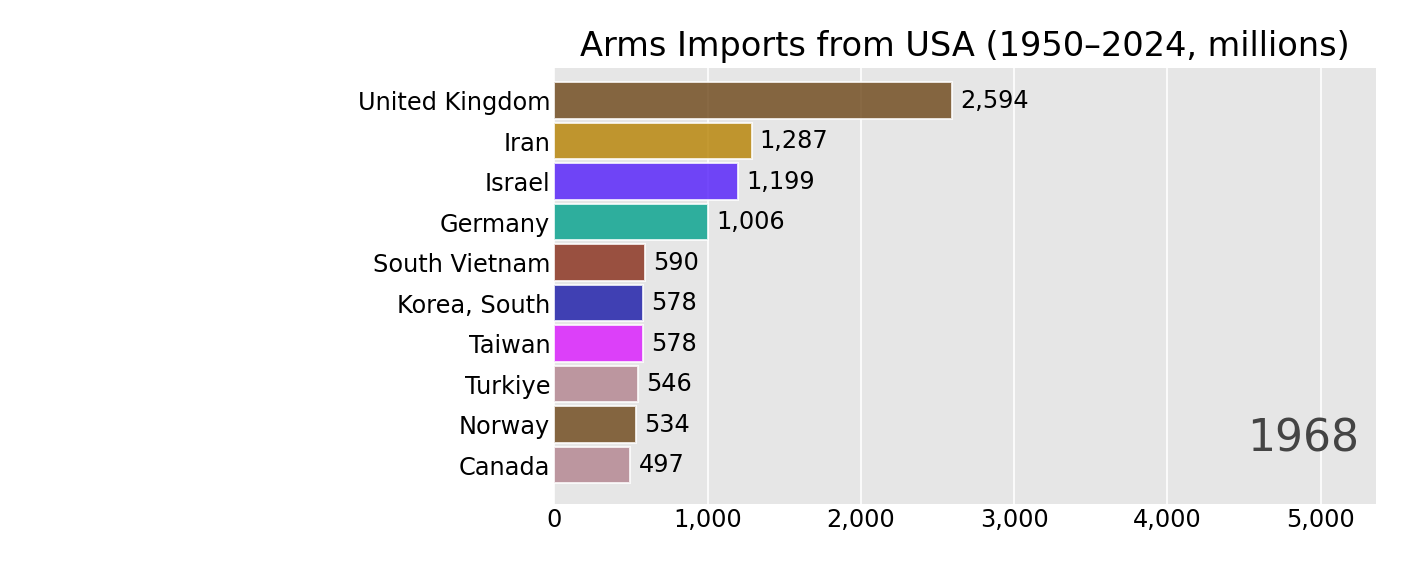 Arms Imports from USA (1950–2024, millions)
United Kingdom 2,594
Iran 1,287
Israel 1,199
Germany 1,006
South Vietnam 590
Korea, South 578
Taiwan 578
Turkiye 546
Norway 534
Canada 497
1968
0 1,000 2,000 3,000 4,000 5,000